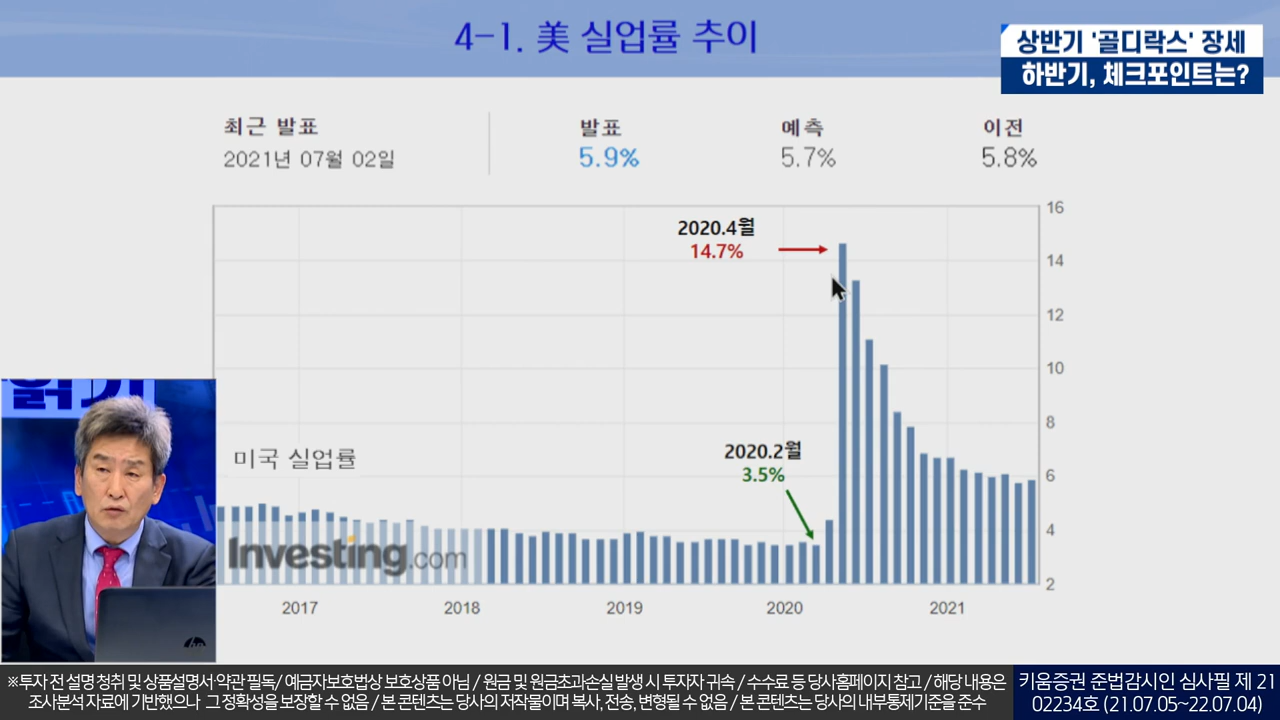 4-1. 美 실업률 추이
상반기 '골디락스' 장세
하반기, 체크포인트는?
최근 발표
2021년 07월 02일
발표
5.9%
예측
5.7%
이전
5.8%
2020.4월
14.7%
2020.2월
3.5%
미국 실업률
Investing.com
16
14
12
10
8
6
4
2
2017
2018
2019
2020
2021
읽기
hp
※투자 전 설명 청취 및 상품설명서·약관 필독/ 예금자보호법상 보호상품 아님 / 원금 및 원금초과손실 발생 시 투자자 귀속 / 수수료 등 당사홈페이지 참고 / 해당 내용은
조사분석 자료에 기반했으나 그 정확성을 보장할 수 없음 / 본 콘텐츠는 당사의 저작물이며 복사, 전송, 변형될 수 없음 / 본 콘텐츠는 당사의 내부통제기준을 준수
키움증권 준법감시인 심사필 제 21
02234호 (21.07.05~22.07.04)